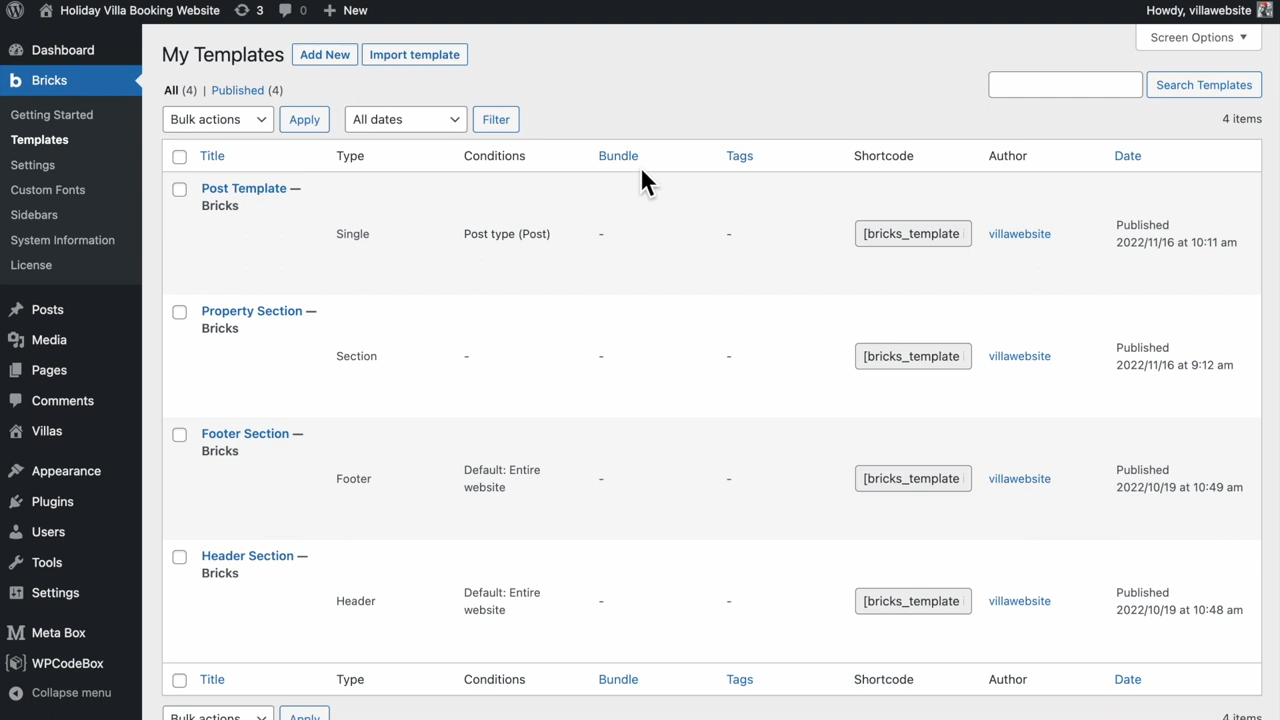 Holiday Villa Booking Website
3
0
New
Howdy, villawebsite
Dashboard
Bricks
Getting Started
Templates
Settings
Custom Fonts
Sidebars
System Information
License
Posts
Media
Pages
Comments
Villas
Appearance
Plugins
Users
Tools
Settings
Meta Box
WPCodeBox
Collapse menu
Screen Options
My Templates
Add New
Import template
All (4) | Published (4)
Search Templates
Bulk actions
Apply
All dates
Filter
4 items
Title Type Conditions Bundle Tags Shortcode Author Date
Post Template —
Bricks
Single
Post type (Post)
-
-
[bricks_template
villawebsite
Published
2022/11/16 at 10:11 am
Property Section —
Bricks
Section
-
-
-
[bricks_template
villawebsite
Published
2022/11/16 at 9:12 am
Footer Section —
Bricks
Footer
Default: Entire
website
-
-
[bricks_template
villawebsite
Published
2022/10/19 at 10:49 am
Header Section —
Bricks
Header
Default: Entire
website
-
-
[bricks_template
villawebsite
Published
2022/10/19 at 10:48 am
Title Type Conditions Bundle Tags Shortcode Author Date
Bulk actions
Apply
4 items